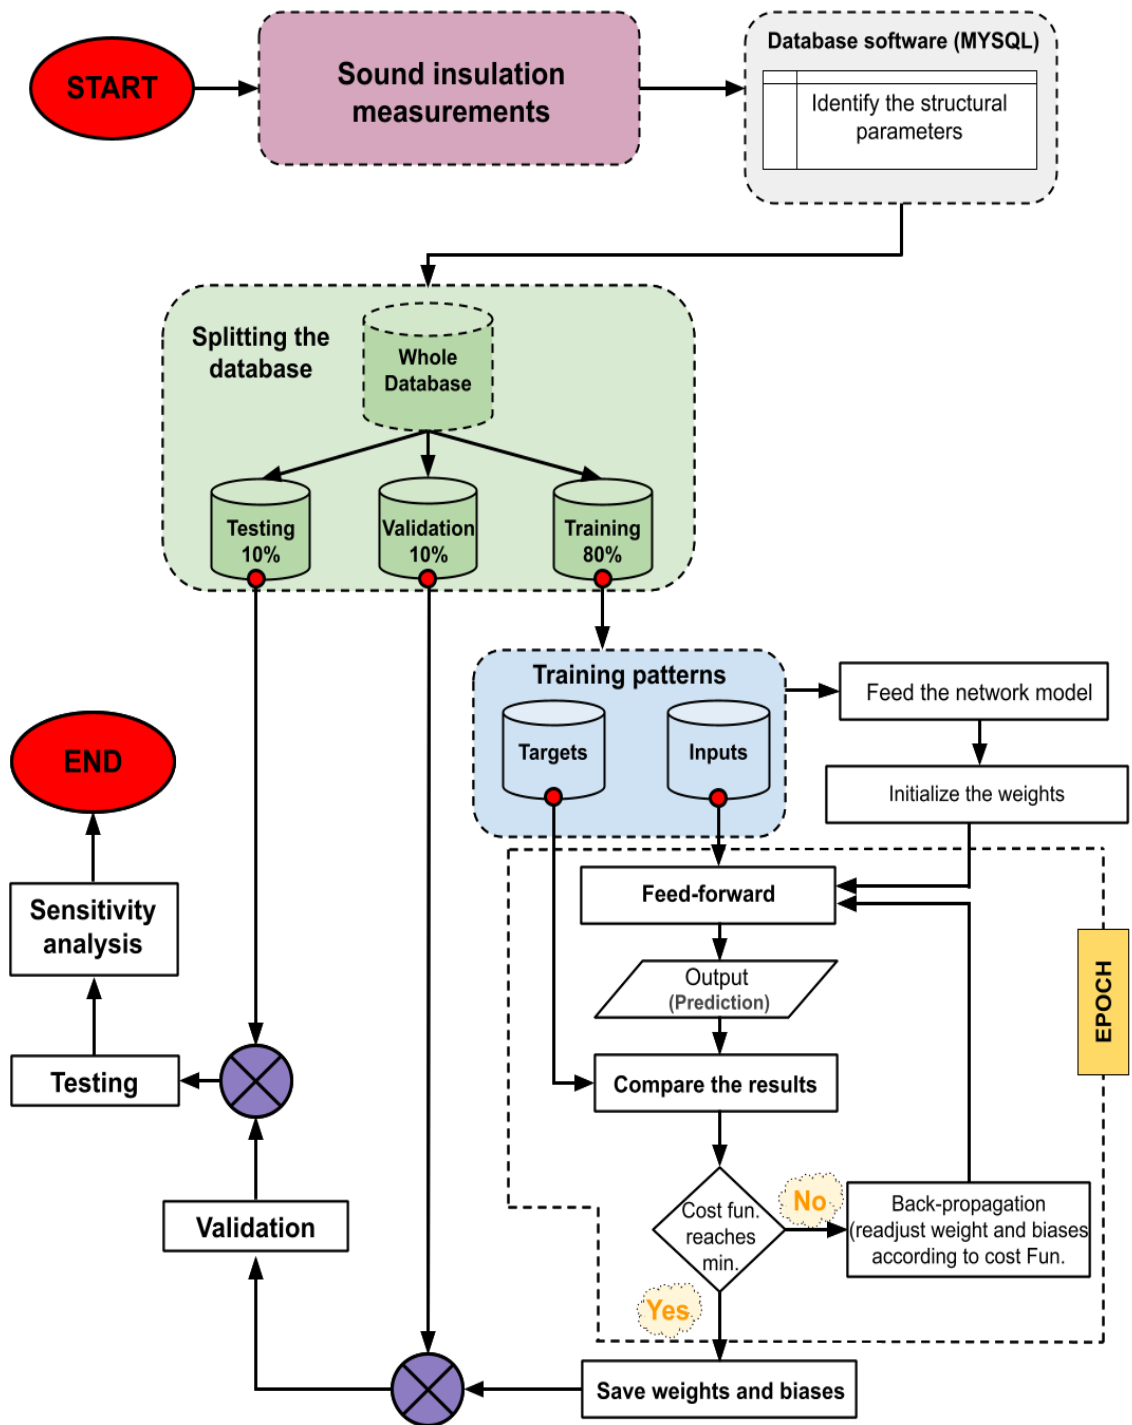 START
Sound insulation
measurements
Database software (MYSQL)
Identify the structural
parameters
Splitting the
database
Whole
Database
Testing
10%
Validation
10%
Training
80%
Training patterns
Targets
Inputs
Feed the network model
Initialize the weights
END
Sensitivity
analysis
Testing
Validation
Feed-forward
Output
(Prediction)
Compare the results
EPOCH
Cost fun.
reaches
min.
No
Back-propagation
(readjust weight and biases
according to cost Fun.
Yes
Save weights and biases